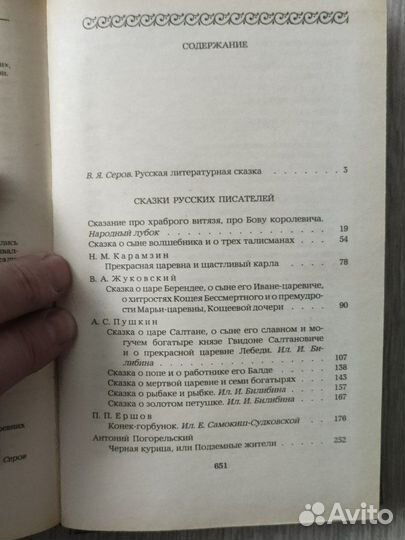 СОДЕРЖАНИЕ
В. Я. Серов. Русская литературная сказка 3
СКАЗКИ РУССКИХ ПИСАТЕЛЕЙ
Сказание про храброго витязя, про Бову королевича.
Народный лубок 19
Сказка о сыне волшебника и о трех талисманах 54
Н. М. Карамзин
Прекрасная царевна и щастливый карла 78
В. А. Жуковский
Сказка о царе Берендее, о сыне его Иване-царевиче,
о хитростях Кощея Бессмертного и о премудро-
сти Марьи-царевны, Кощеевой дочери 90
А. С. Пушкин
Сказка о царе Салтане, о сыне его славном и мо-
гучем богатыре князе Гвидоне Салтановиче
и о прекрасной царевне Лебеди. Ил. И. Би-
либина 107
Сказка о попе и о работнике его Балде 138
Сказка о мертвой царевне и семи богатырях 143
Сказка о рыбаке и рыбке. Ил. И. Билибина 157
Сказка о золотом петушке. Ил. И. Билибина 167
П. П. Ершов
Конек-горбунок. Ил. Е. Самокиш-Судковской 176
Антоний Погорельский
Черная курица, или Подземные жители 252
651
Серов
Avito